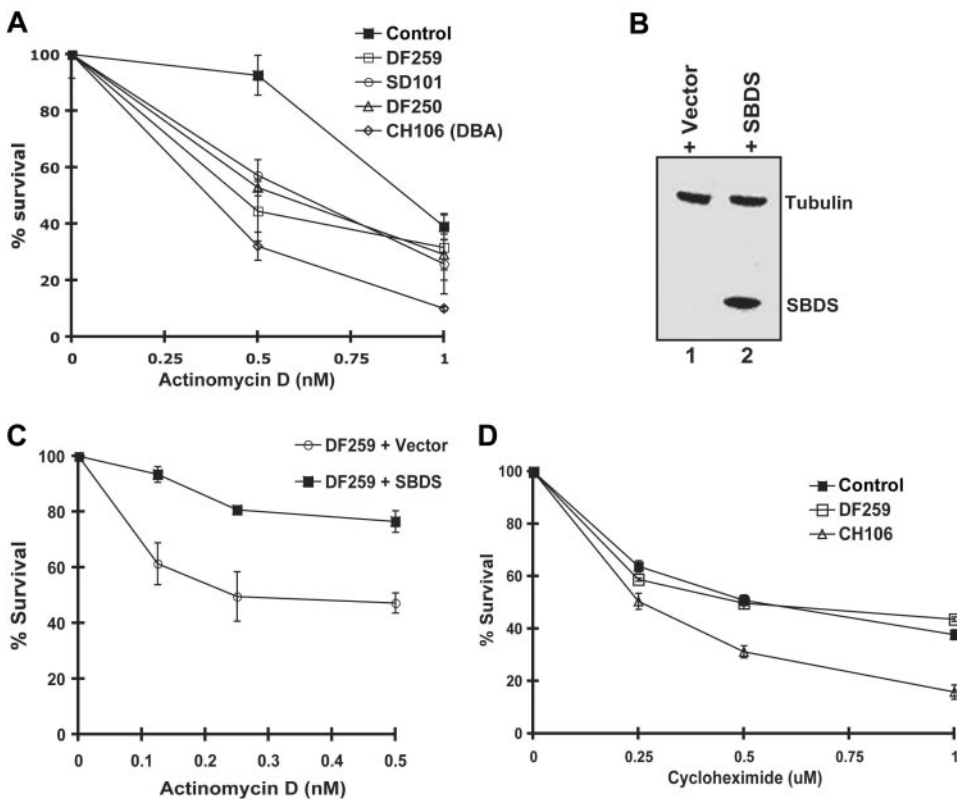 A
Control
DF259
SD101
DF250
CH106 (DBA)
% survival
100
80
60
40
20
0
0
0.25
0.5
0.75
1
Actinomycin D (nM)
B
+ Vector
+ SBDS
Tubulin
SBDS
1
2
C
DF259 + Vector
DF259 + SBDS
% Survival
100
80
60
40
20
0
0
0.1
0.2
0.3
0.4
0.5
Actinomycin D (nM)
D
Control
DF259
CH106
% Survival
100
80
60
40
20
0
0
0.25
0.5
0.75
1
Cycloheximide (uM)